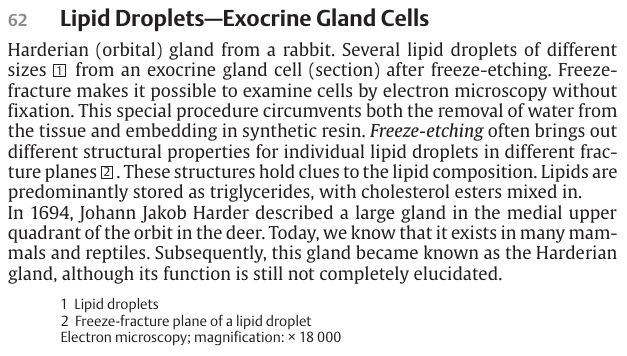 62 Lipid Droplets—Exocrine Gland Cells
Harderian (orbital) gland from a rabbit. Several lipid droplets of different
sizes 1 from an exocrine gland cell (section) after freeze-etching. Freeze-
fracture makes it possible to examine cells by electron microscopy without
fixation. This special procedure circumvents both the removal of water from
the tissue and embedding in synthetic resin. Freeze-etching often brings out
different structural properties for individual lipid droplets in different frac-
ture planes 2. These structures hold clues to the lipid composition. Lipids are
predominantly stored as triglycerides, with cholesterol esters mixed in.
In 1694, Johann Jakob Harder described a large gland in the medial upper
quadrant of the orbit in the deer. Today, we know that it exists in many mam-
mals and reptiles. Subsequently, this gland became known as the Harderian
gland, although its function is still not completely elucidated.
1 Lipid droplets
2 Freeze-fracture plane of a lipid droplet
Electron microscopy; magnification: × 18 000